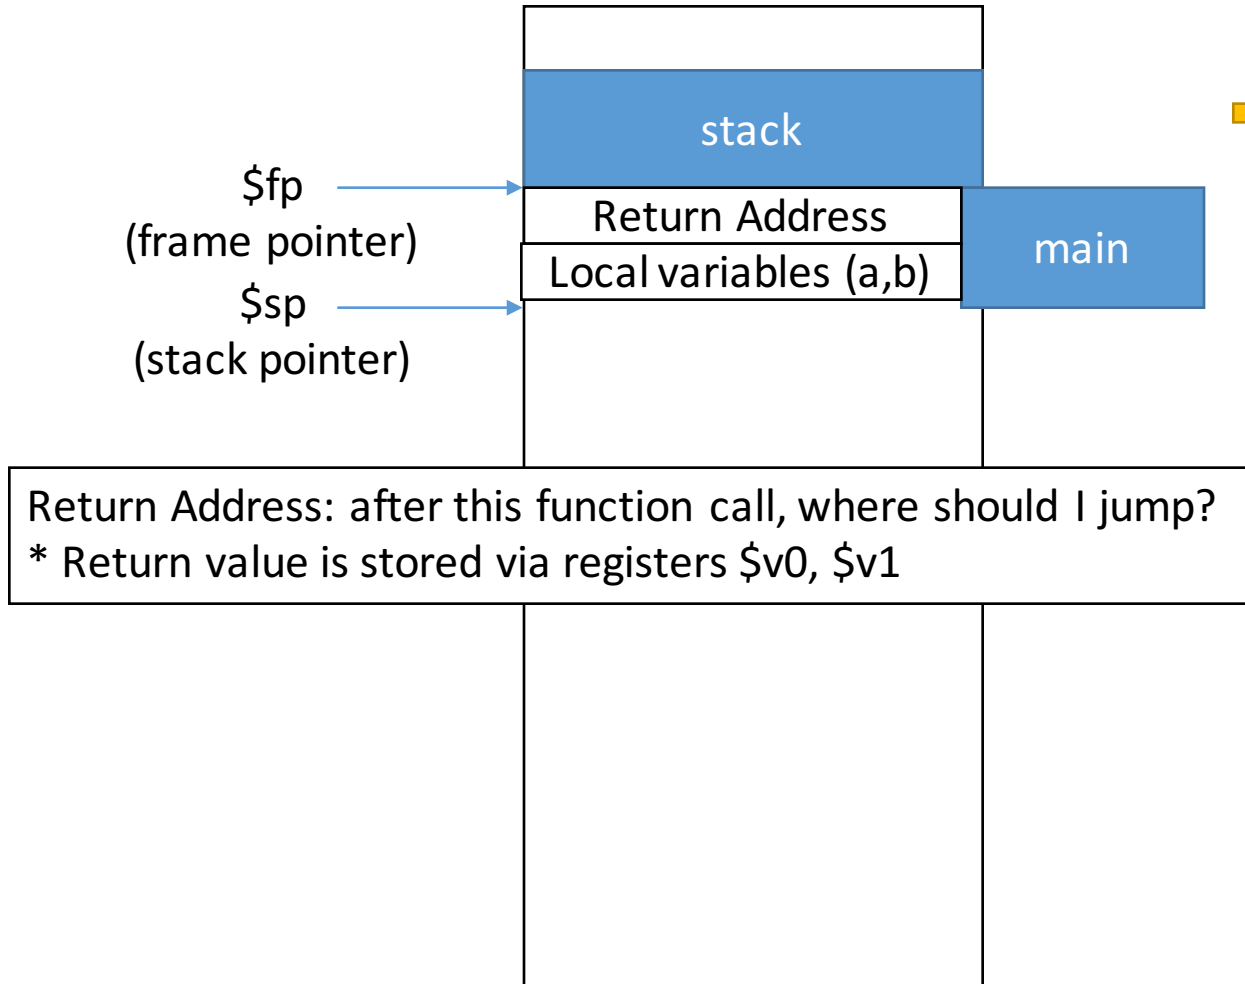 stack
$fp
(frame pointer)
Return Address
main
Local variables (a,b)
$sp
(stack pointer)
Return Address: after this function call, where should I jump?
* Return value is stored via registers $v0, $v1